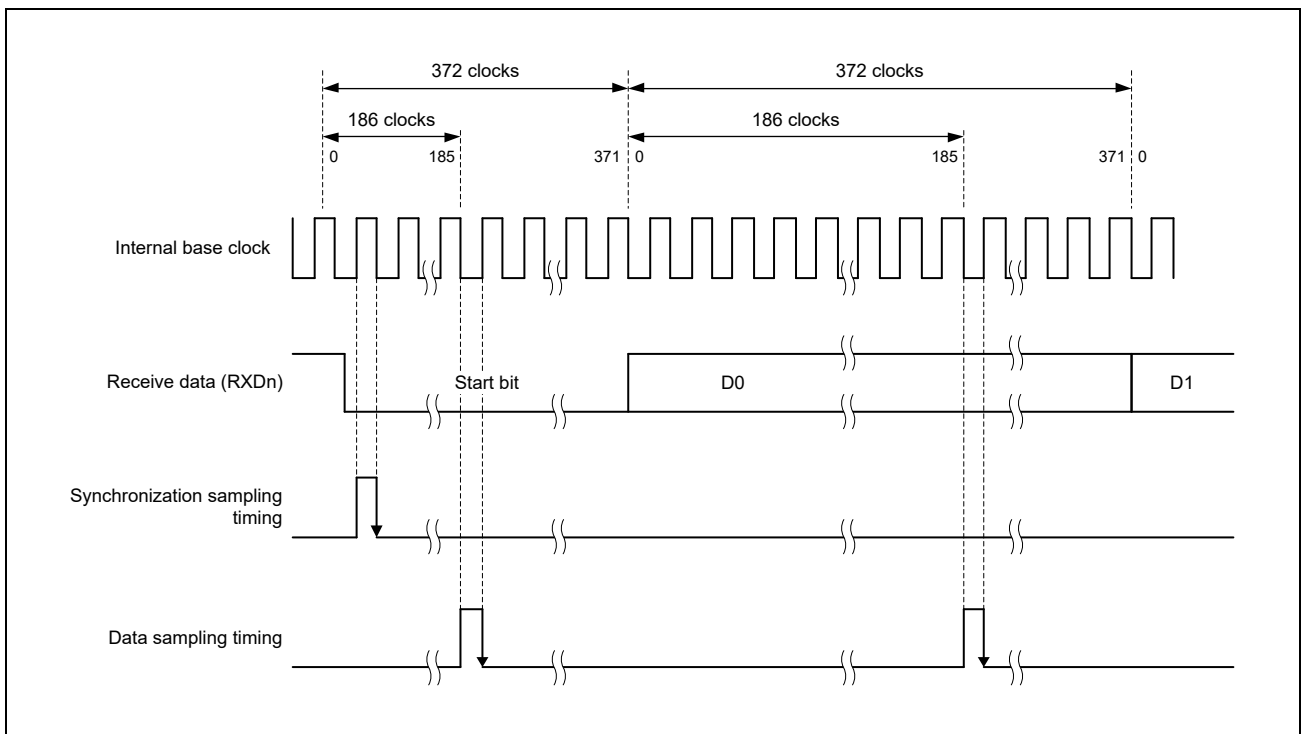 372 clocks 372 clocks
186 clocks 186 clocks
0 185 371 0 185 371 0
Internal base clock
Receive data (RXDn) Start bit D0 D1
Synchronization sampling
timing
Data sampling timing